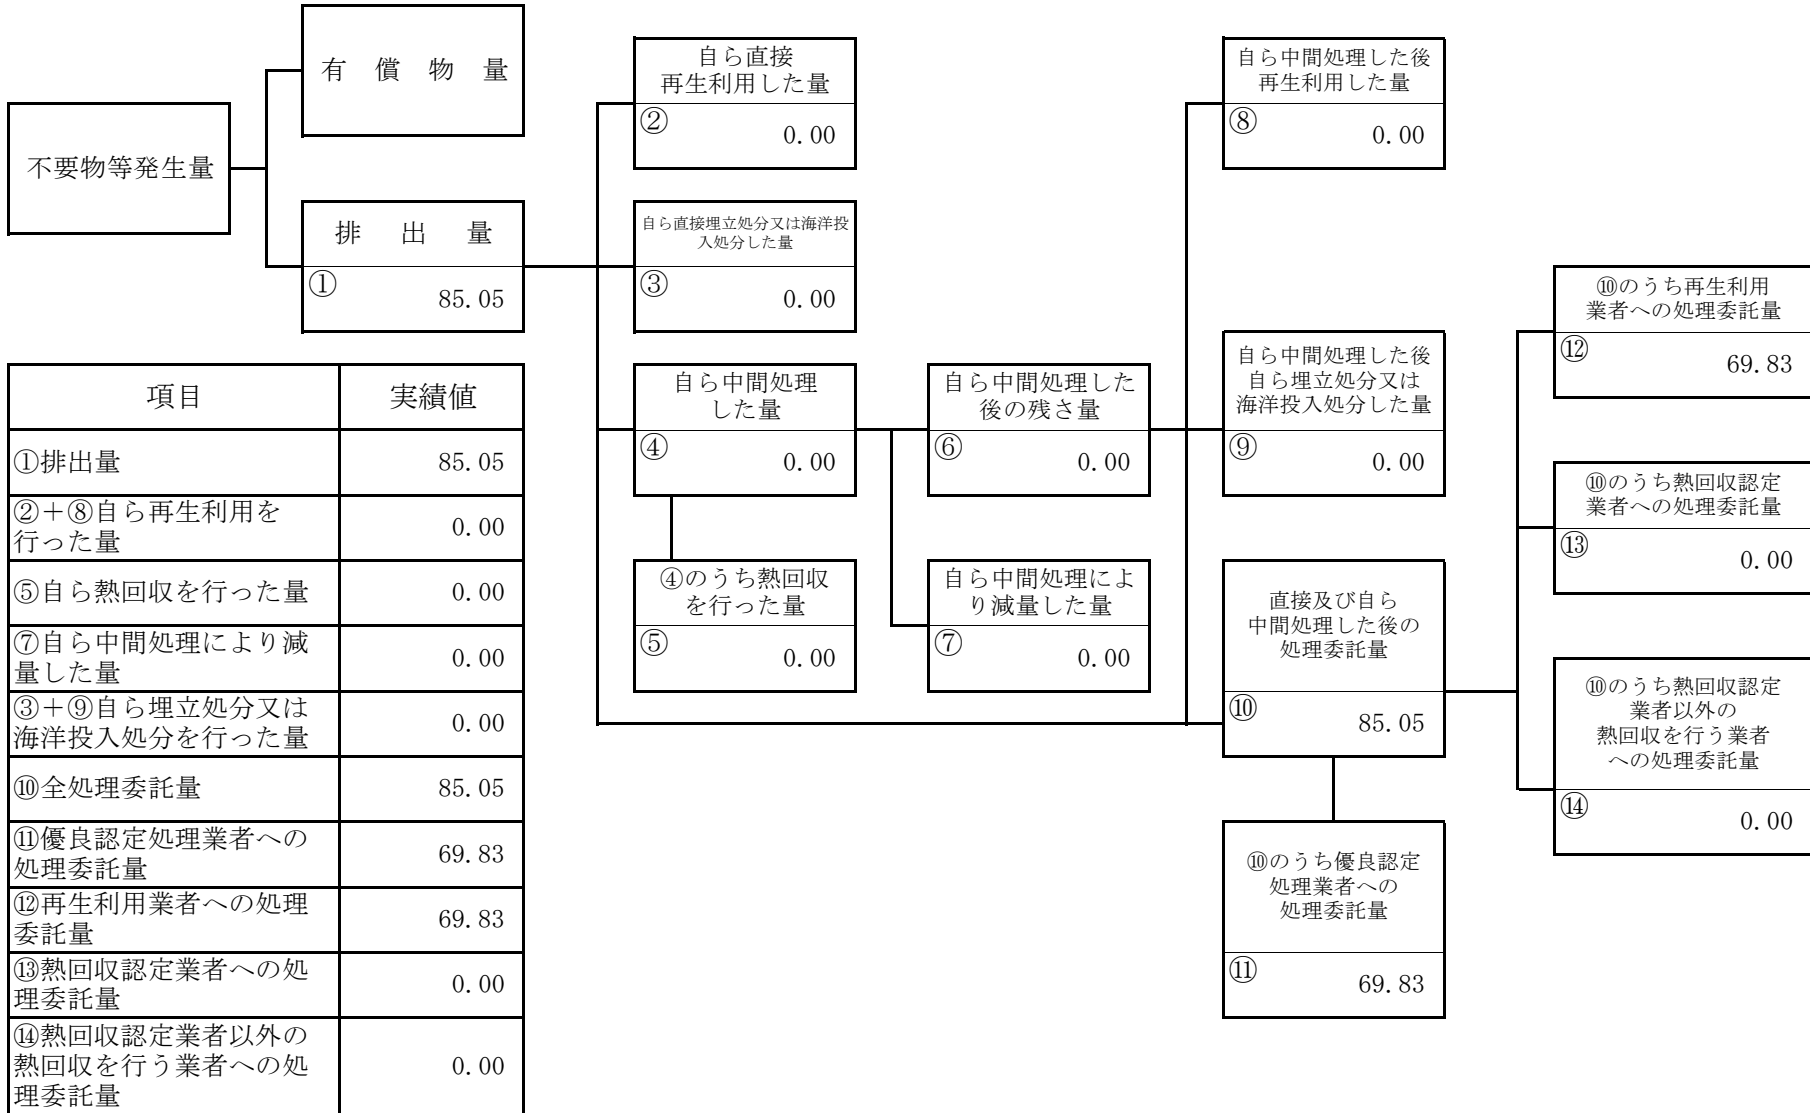 不要物等発生量
有 償 物 量
排 出 量
①
85.05
自ら直接
再生利用した量
②
0.00
自ら直接埋立処分又は海洋投
入処分した量
③
0.00
自ら中間処理
した量
④
0.00
④のうち熱回収
を行った量
⑤
0.00
自ら中間処理した
後の残さ量
⑥
0.00
自ら中間処理によ
り減量した量
⑦
0.00
自ら中間処理した後
再生利用した量
⑧
0.00
自ら中間処理した後
自ら埋立処分又は
海洋投入処分した量
⑨
0.00
直接及び自ら
中間処理した後の
処理委託量
⑩
85.05
⑩のうち優良認定
処理業者への
処理委託量
⑪
69.83
⑩のうち再生利用
業者への処理委託量
⑫
69.83
⑩のうち熱回収認定
業者への処理委託量
⑬
0.00
⑩のうち熱回収認定
業者以外の
熱回収を行う業者
への処理委託量
⑭
0.00
項目 実績値
①排出量 85.05
②+⑧自ら再生利用を
行った量 0.00
⑤自ら熱回収を行った量 0.00
⑦自ら中間処理により減
量した量 0.00
③+⑨自ら埋立処分又は
海洋投入処分を行った量 0.00
⑩全処理委託量 85.05
⑪優良認定処理業者への
処理委託量 69.83
⑫再生利用業者への処理
委託量 69.83
⑬熱回収認定業者への処
理委託量 0.00
⑭熱回収認定業者以外の
熱回収を行う業者への処 0.00
理委託量